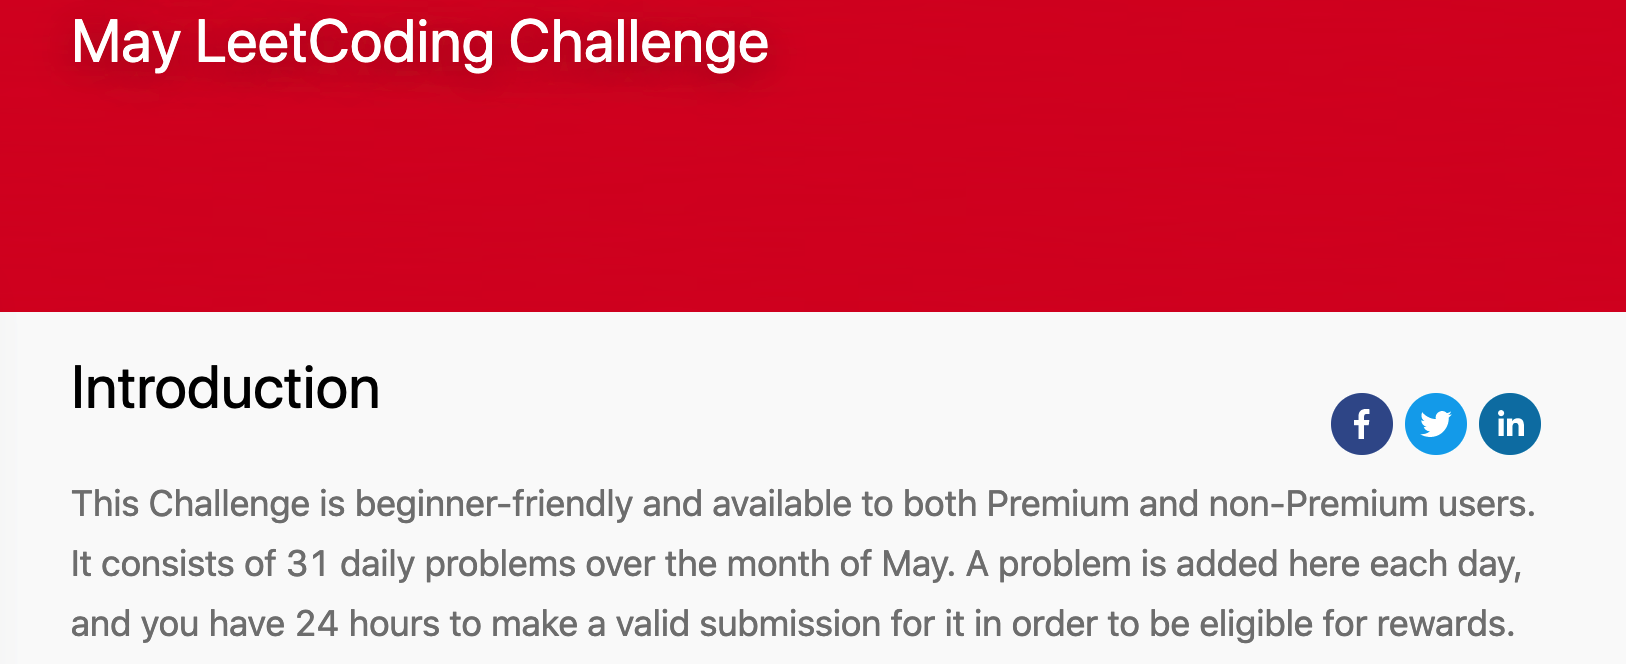 May LeetCoding Challenge
Introduction
f
in
This Challenge is beginner-friendly and available to both Premium and non-Premium users.
It consists of 31 daily problems over the month of May. A problem is added here each day,
and you have 24 hours to make a valid submission for it in order to be eligible for rewards.